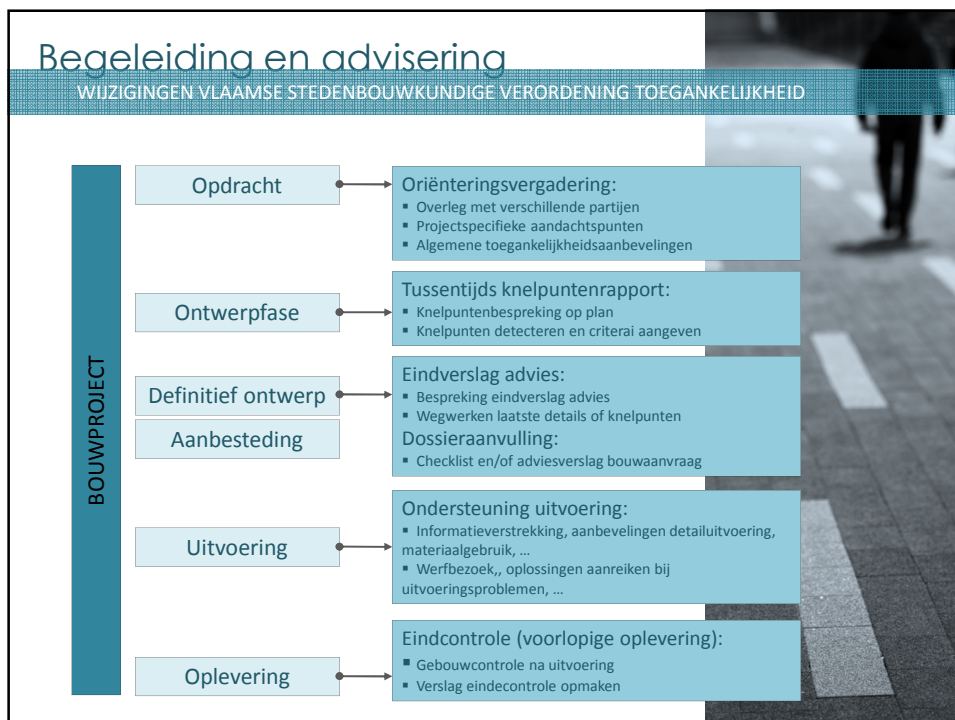 Begeleiding en advisering
WIJZIGINGEN VLAAMSE STEDENBOUWKUNDIGE VERORDENING TOEGANKELIJKHEID
BOUWPROJECT
Opdracht
Oriënteringsvergadering:
▪ Overleg met verschillende partijen
▪ Projectspecifieke aandachtspunten
▪ Algemene toegankelijkheidsaanbevelingen
Ontwerpfase
Tussentijds knelpuntenrapport:
▪ Knelpuntenbespreking op plan
▪ Knelpunten detecteren en criterai aangeven
Definitief ontwerp
Eindverslag advies:
▪ Bespreking eindverslag advies
▪ Wegwerken laatste details of knelpunten
Aanbesteding
Dossieraanvulling:
▪ Checklist en/of adviesverslag bouwaanvraag
Uitvoering
Ondersteuning uitvoering:
▪ Informatieverstrekking, aanbevelingen detailuitvoering,
materiaalgebruik, …
▪ Werfbezoek,, oplossingen aanreiken bij
uitvoeringsproblemen, …
Oplevering
Eindcontrole (voorlopige oplevering):
▪ Gebouwcontrole na uitvoering
▪ Verslag eindecontrole opmaken